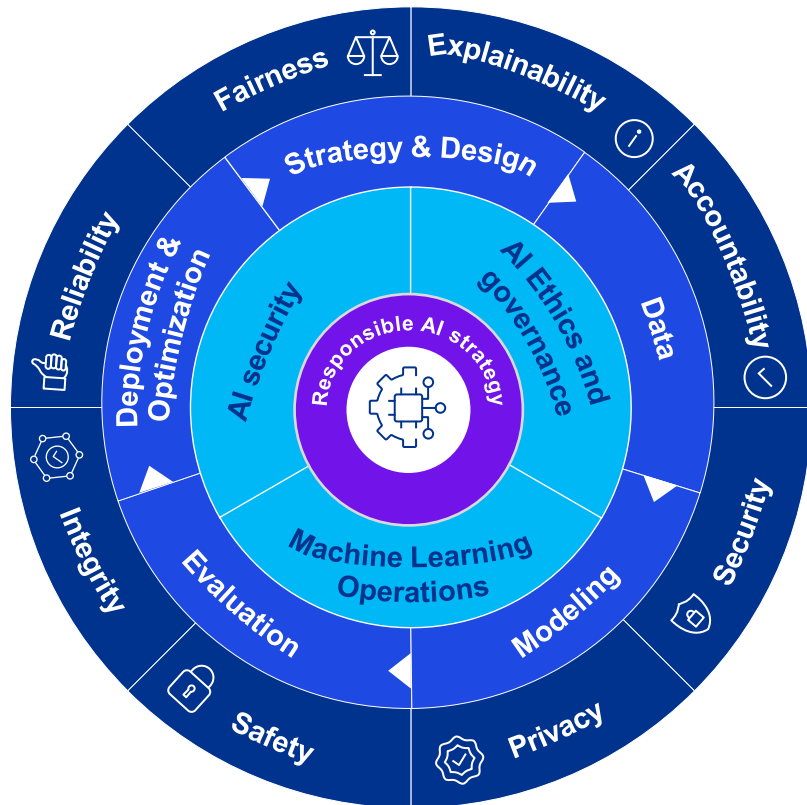 Fairness
Explainability
Accountability
Security
Privacy
Safety
Integrity
Reliability
Strategy & Design
Data
Modeling
Evaluation
Deployment &
Optimization
AI security
AI Ethics and
governance
Machine Learning
Operations
Responsible AI strategy